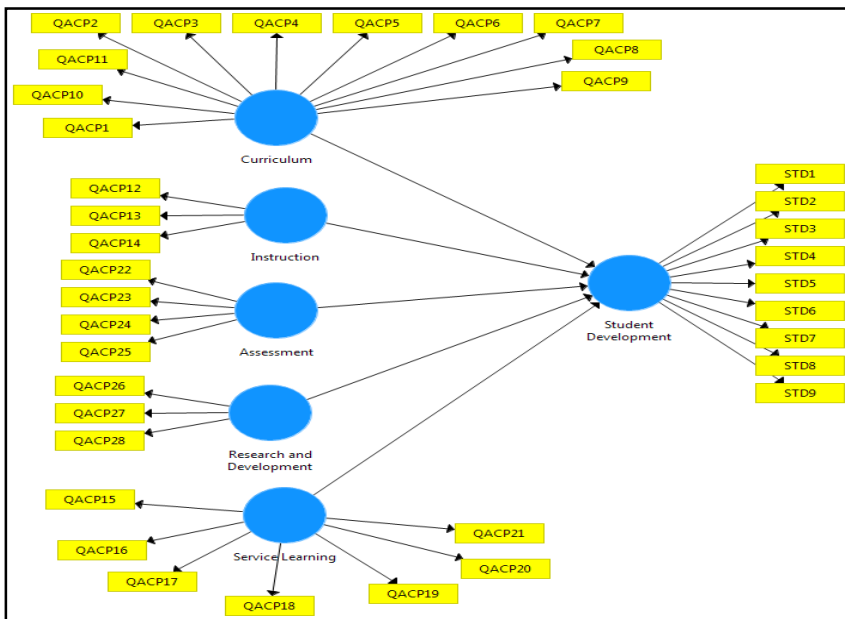 QACP2
QACP3
QACP4
QACP5
QACP6
QACP7
QACP11
QACP8
QACP10
QACP9
QACP1
Curriculum
QACP12
QACP13
QACP14
Instruction
QACP22
QACP23
QACP24
QACP25
Assessment
QACP26
QACP27
QACP28
Research and
Development
QACP15
QACP16
QACP17
QACP18
QACP19
QACP20
QACP21
Service Learning
Student
Development
STD1
STD2
STD3
STD4
STD5
STD6
STD7
STD8
STD9